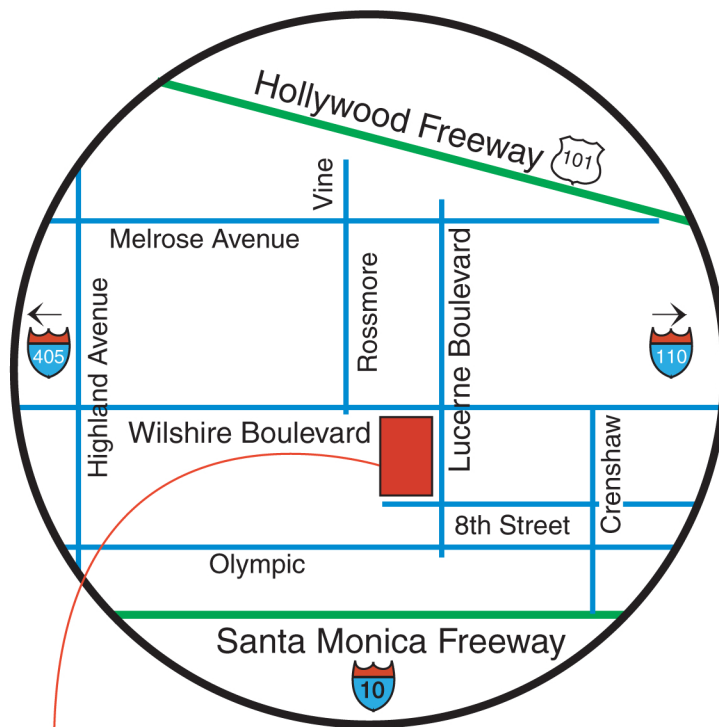 Hollywood Freeway
101
Vine
Melrose Avenue
Rossmore
Lucerne Boulevard
Highland Avenue
405
110
Wilshire Boulevard
Crenshaw
8th Street
Olympic
Santa Monica Freeway
10